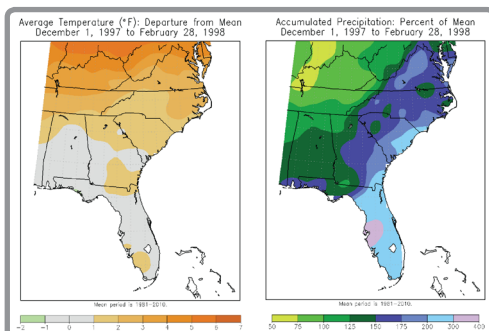 Average Temperature (°F): Departure from Mean
December 1, 1997 to February 28, 1998
Mean period is 1981-2010.
-2 -1 0 1 2 3 4 5 6 7
Accumulated Precipitation: Percent of Mean
December 1, 1997 to February 28, 1998
Mean period is 1981-2010.
50 75 100 125 150 175 200 300 400